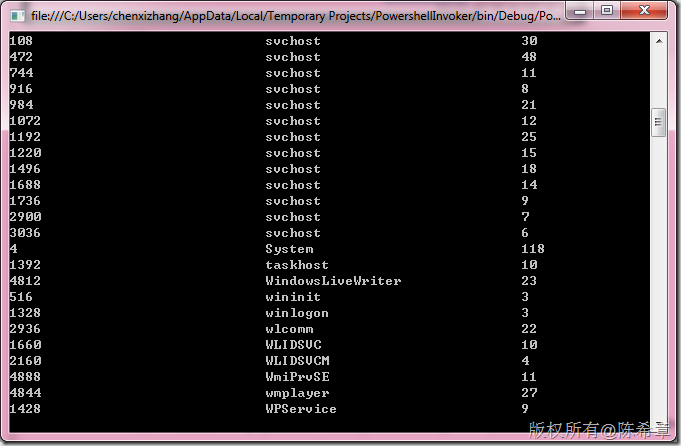 file:///C:/Users/chenxizhang/AppData/Local/Temporary Projects/PowershellInvoker/bin/Debug/Po...
108 svchost 30
472 svchost 48
744 svchost 11
916 svchost 8
984 svchost 21
1072 svchost 12
1192 svchost 25
1220 svchost 15
1496 svchost 18
1688 svchost 14
1736 svchost 9
2900 svchost 7
3036 svchost 6
4 System 118
1392 taskhost 10
4812 WindowsLiveWriter 23
516 wininit 3
1328 winlogon 3
2936 wlcomm 22
1660 WLIDSVC 10
2160 WLIDSVCM 4
4888 WmiPrvSE 11
4844 wmplayer 27
1428 WPService 9
版权所有@陈希章